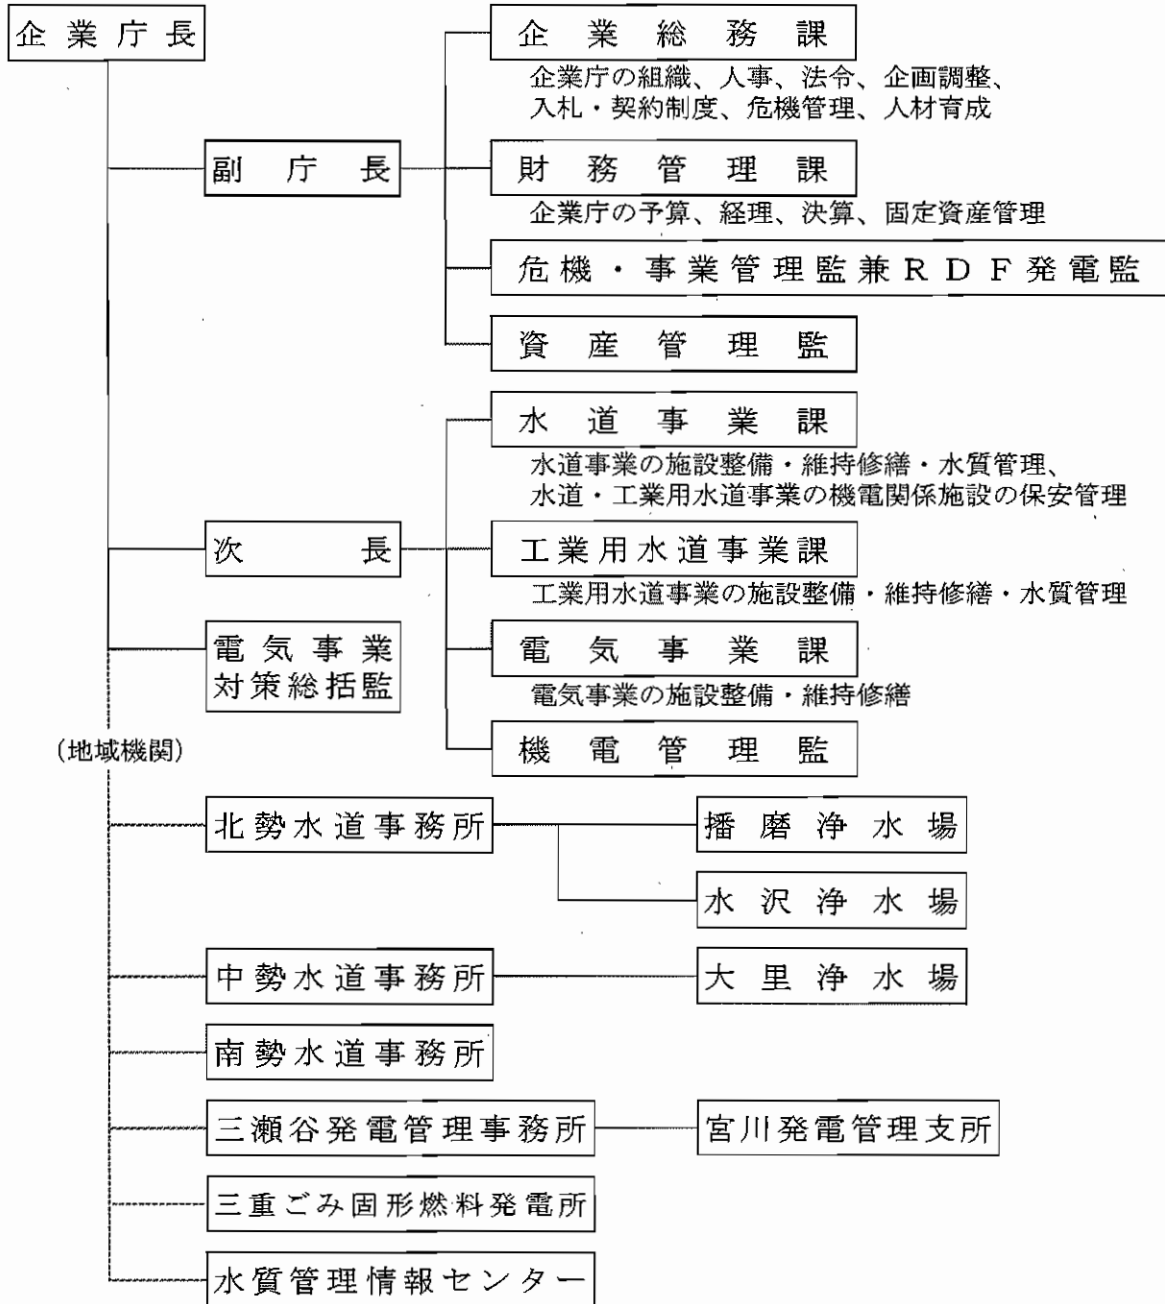 企業庁長
企業総務課
企業庁の組織、人事、法令、企画調整、
入札・契約制度、危機管理、人材育成
副庁長
財務管理課
企業庁の予算、経理、決算、固定資産管理
危機・事業管理監兼RDF発電監
資産管理監
水道事業課
水道事業の施設整備・維持修繕・水質管理、
水道・工業用水道事業の機電関係施設の保安管理
次長
工業用水道事業課
工業用水道事業の施設整備・維持修繕・水質管理
電気事業
対策総括監
電気事業課
電気事業の施設整備・維持修繕
機電管理監
(地域機関)
北勢水道事務所
播磨浄水場
水沢浄水場
中勢水道事務所
大里浄水場
南勢水道事務所
三瀬谷発電管理事務所
宮川発電管理支所
三重ごみ固形燃料発電所
水質管理情報センター